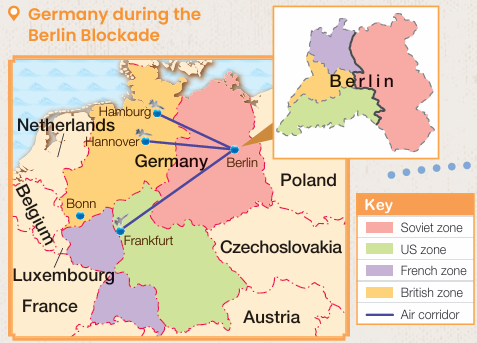 Germany during the
Berlin Blockade
Berlin
Hamburg
Netherlands
Hannover
Germany
Berlin
Poland
Belgium
Bonn
Frankfurt
Czechoslovakia
Luxembourg
France
Austria
Key
Soviet zone
US zone
French zone
British zone
Air corridor